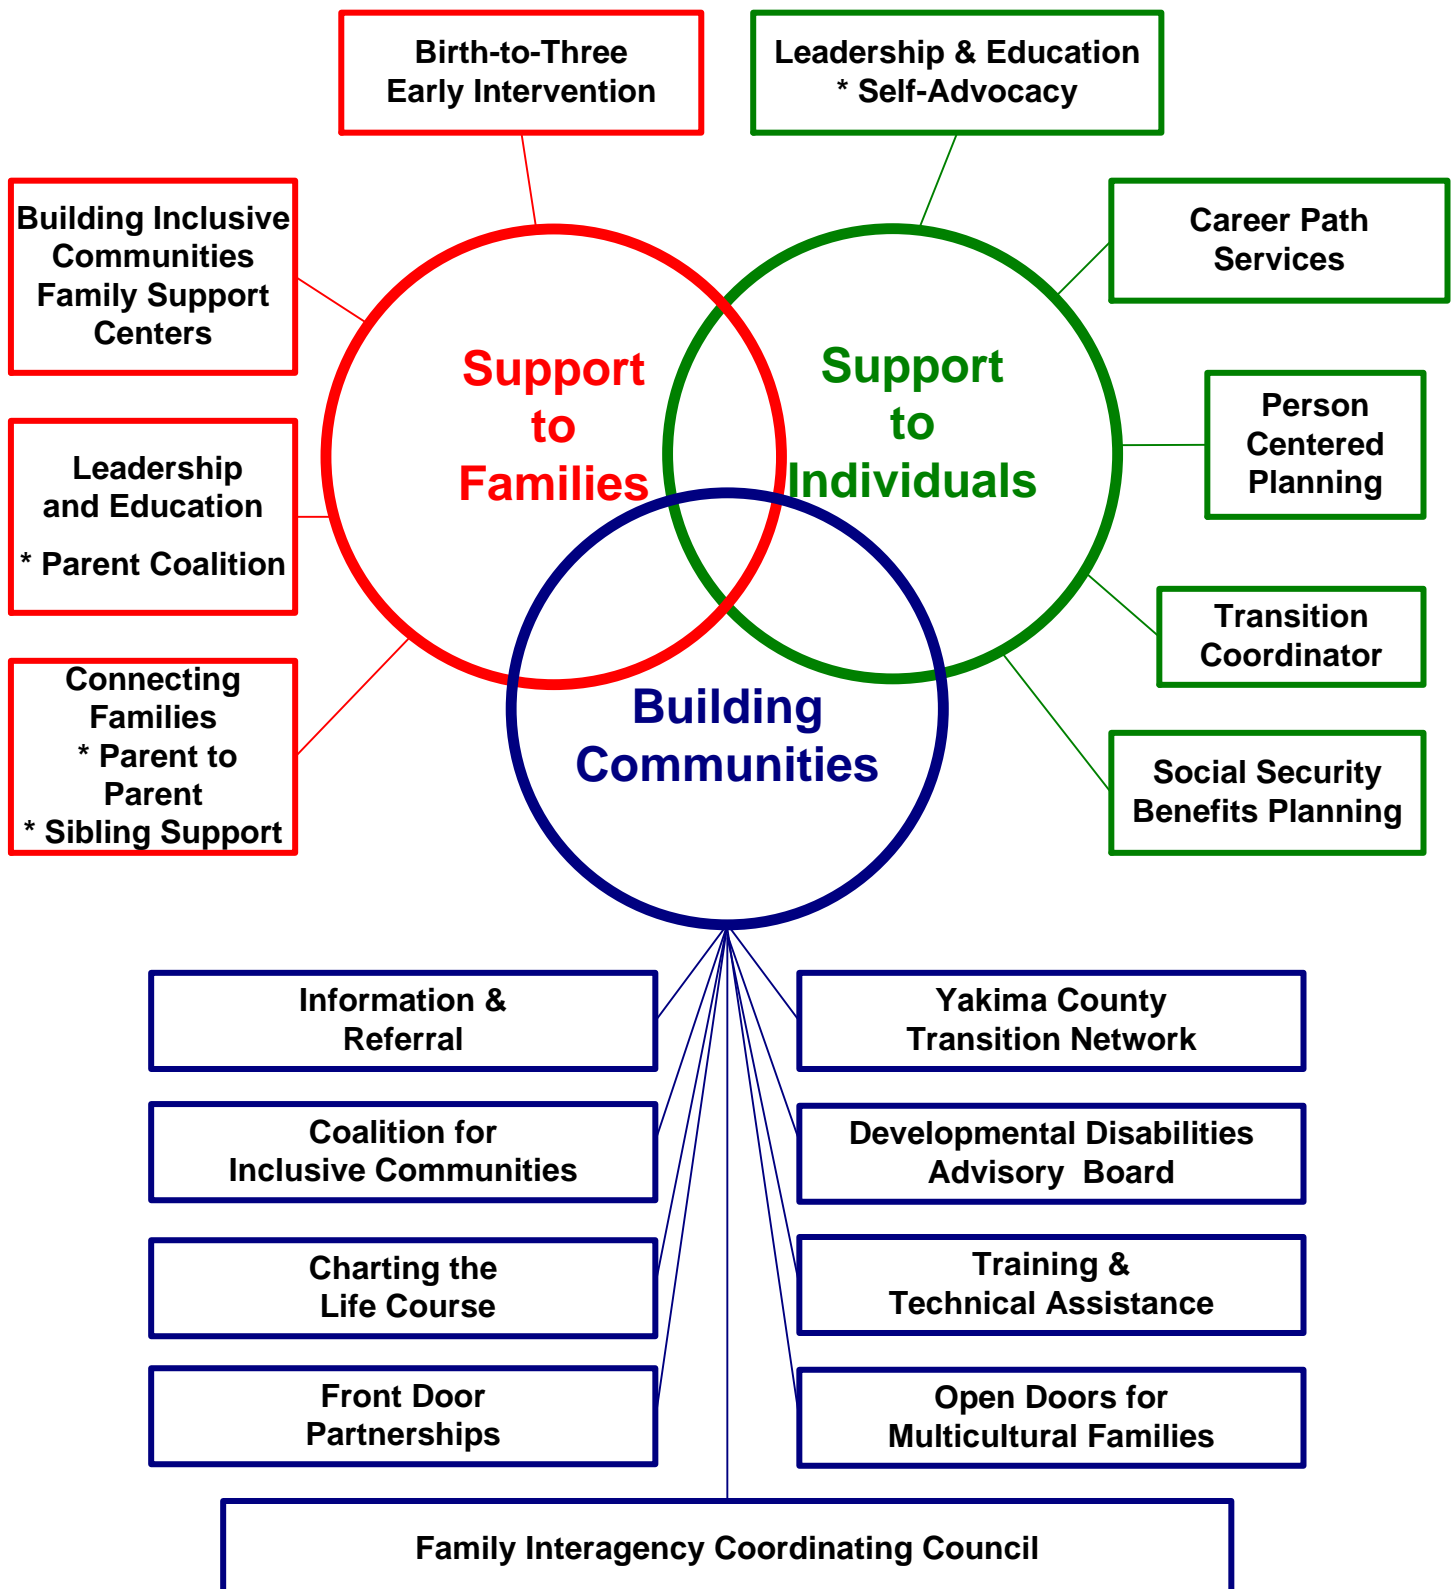 Birth-to-Three
Early Intervention
Leadership & Education
* Self-Advocacy
Building Inclusive
Communities
Family Support
Centers
Career Path
Services
Support
to
Families
Support
to
Individuals
Person
Centered
Planning
Leadership
and Education
* Parent Coalition
Transition
Coordinator
Connecting
Families
* Parent to
Parent
* Sibling Support
Building
Communities
Social Security
Benefits Planning
Information &
Referral
Yakima County
Transition Network
Coalition for
Inclusive Communities
Developmental Disabilities
Advisory  Board
Charting the
Life Course
Training &
Technical Assistance
Front Door
Partnerships
Open Doors for
Multicultural Families
Family Interagency Coordinating Council